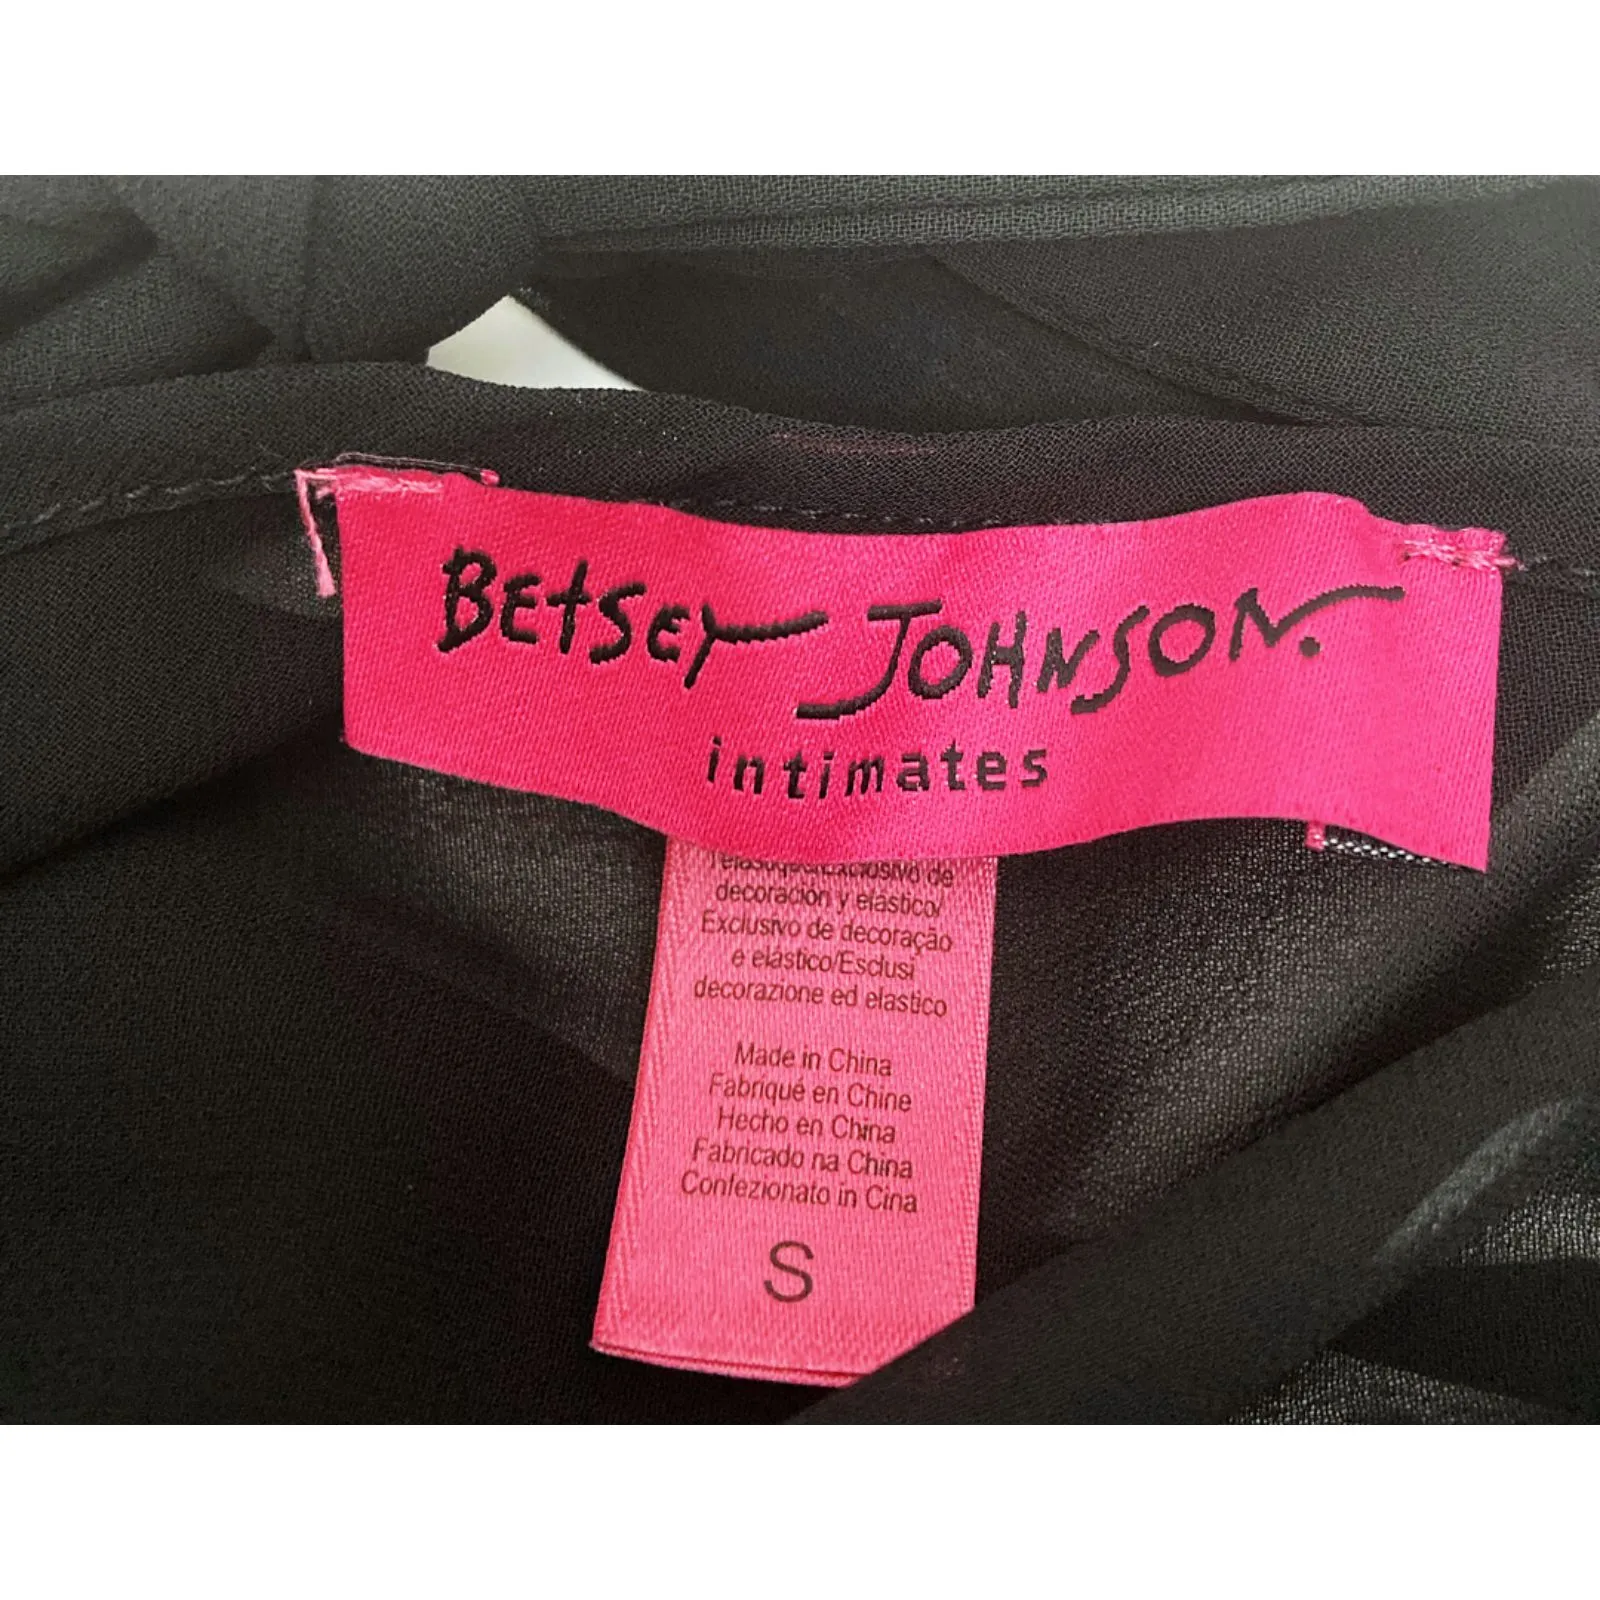 BEtSEY JOHNSON.
intimates
de
decoración y elástico/
Exclusivo de decoração
e elástico/Esclusi
decorazione ed elastico
Made in China
Fabriqué en Chine
Hecho en China
Fabricado na China
Confezionato in Cina
S